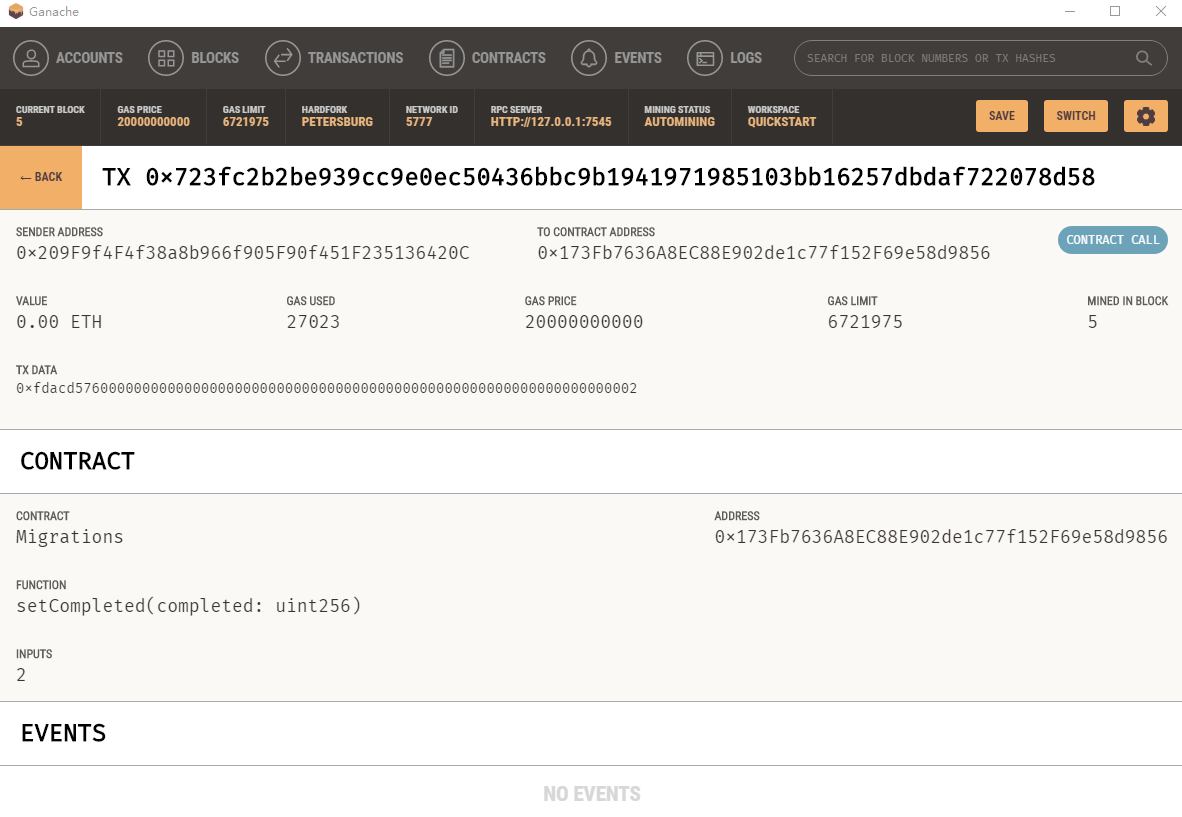 Ganache
ACCOUNTS BLOCKS TRANSACTIONS CONTRACTS EVENTS LOGS SEARCH FOR BLOCK NUMBERS OR TX HASHES
CURRENT BLOCK GAS PRICE GAS LIMIT HARDFORK NETWORK ID RPC SERVER MINING STATUS WORKSPACE
5 20000000000 6721975 PETERSBURG 5777 HTTP://127.0.0.1:7545 AUTOMINING QUICKSTART SAVE SWITCH
← BACK TX 0×723fc2b2be939cc9e0ec50436bbc9b1941971985103bb16257dbdaf722078d58
SENDER ADDRESS TO CONTRACT ADDRESS
0×209F9f4F4f38a8b966f905F90f451F235136420C 0×173Fb7636A8EC88E902de1c77f152F69e58d9856 CONTRACT CALL
VALUE GAS USED GAS PRICE GAS LIMIT MINED IN BLOCK
0.00 ETH 27023 20000000000 6721975 5
TX DATA
0×fdacd5760000000000000000000000000000000000000000000000000000000000000002
CONTRACT
CONTRACT ADDRESS
Migrations 0×173Fb7636A8EC88E902de1c77f152F69e58d9856
FUNCTION
setCompleted(completed: uint256)
INPUTS
2
EVENTS
NO EVENTS